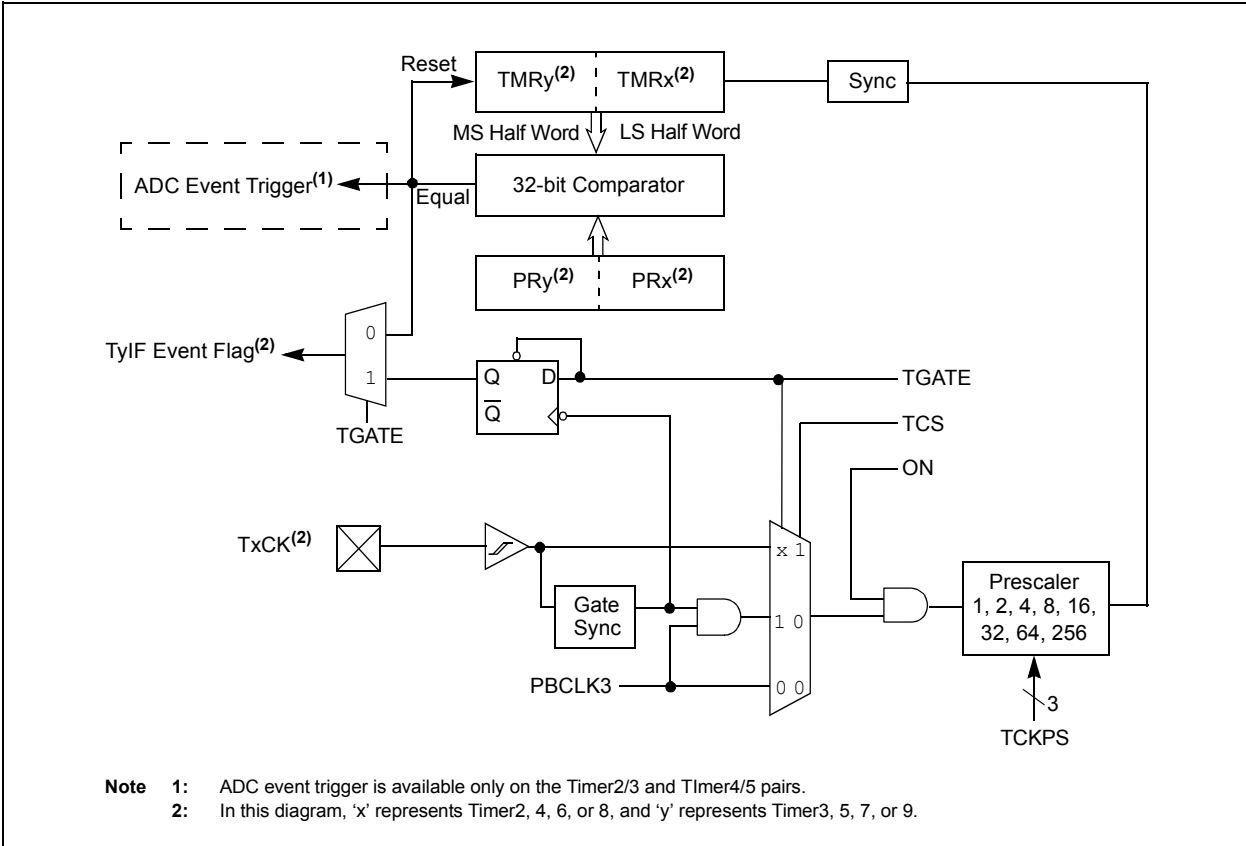 Reset
TMRy(2)
TMRx(2)
Sync
MS Half Word
LS Half Word
ADC Event Trigger(1)
Equal
32-bit Comparator
PRy(2)
PRx(2)
0
TyIF Event Flag(2)
1
Q
D
Q
TGATE
TGATE
TCS
ON
TxCK(2)
x 1
Gate
Sync
1 0
Prescaler
1, 2, 4, 8, 16,
32, 64, 256
PBCLK3
0 0
3
TCKPS
Note 1: ADC event trigger is available only on the Timer2/3 and TImer4/5 pairs.
2: In this diagram, ‘x’ represents Timer2, 4, 6, or 8, and ‘y’ represents Timer3, 5, 7, or 9.